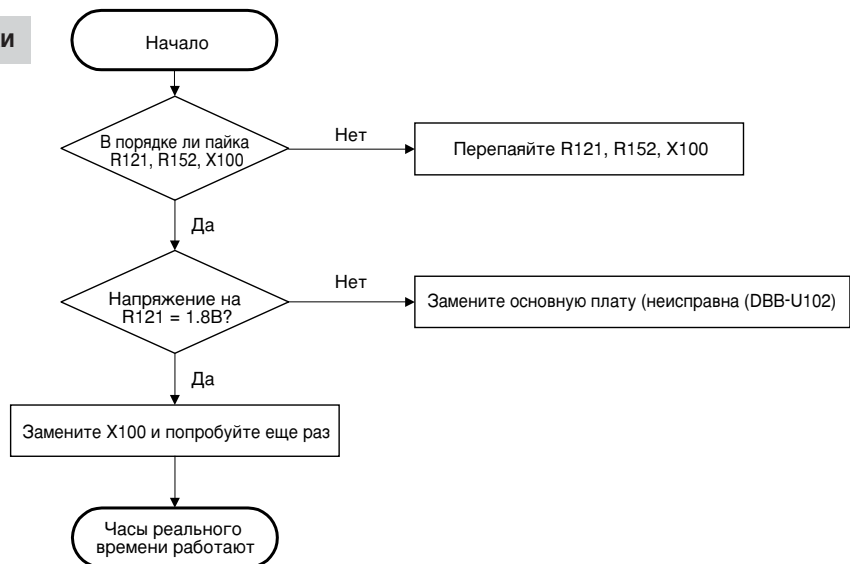 и
Начало
В порядке ли пайка
R121, R152, X100
Нет
Перепаяйте R121, R152, X100
Да
Напряжение на
R121 = 1.8В?
Нет
Замените основную плату (неисправна (DBB-U102)
Да
Замените X100 и попробуйте еще раз
Часы реального
времени работают